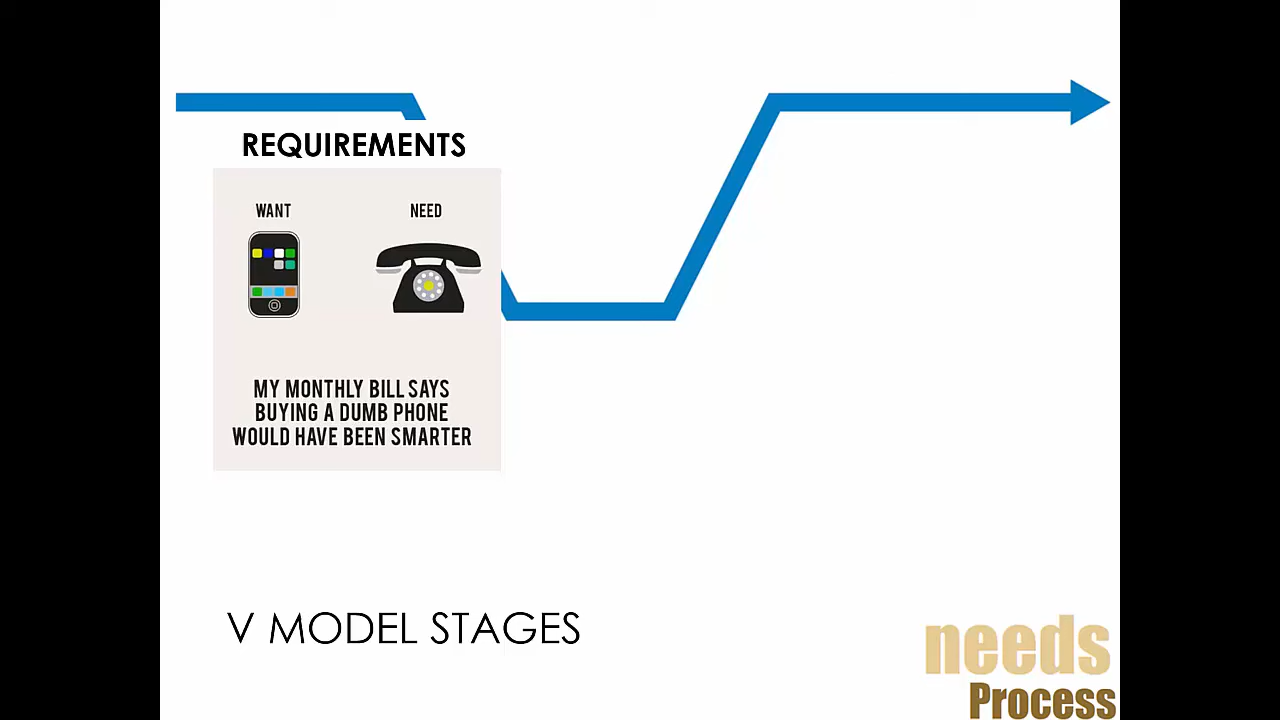 REQUIREMENTS
WANT NEED
MY MONTHLY BILL SAYS
BUYING A DUMB PHONE
WOULD HAVE BEEN SMARTER
V MODEL STAGES
needs
Process